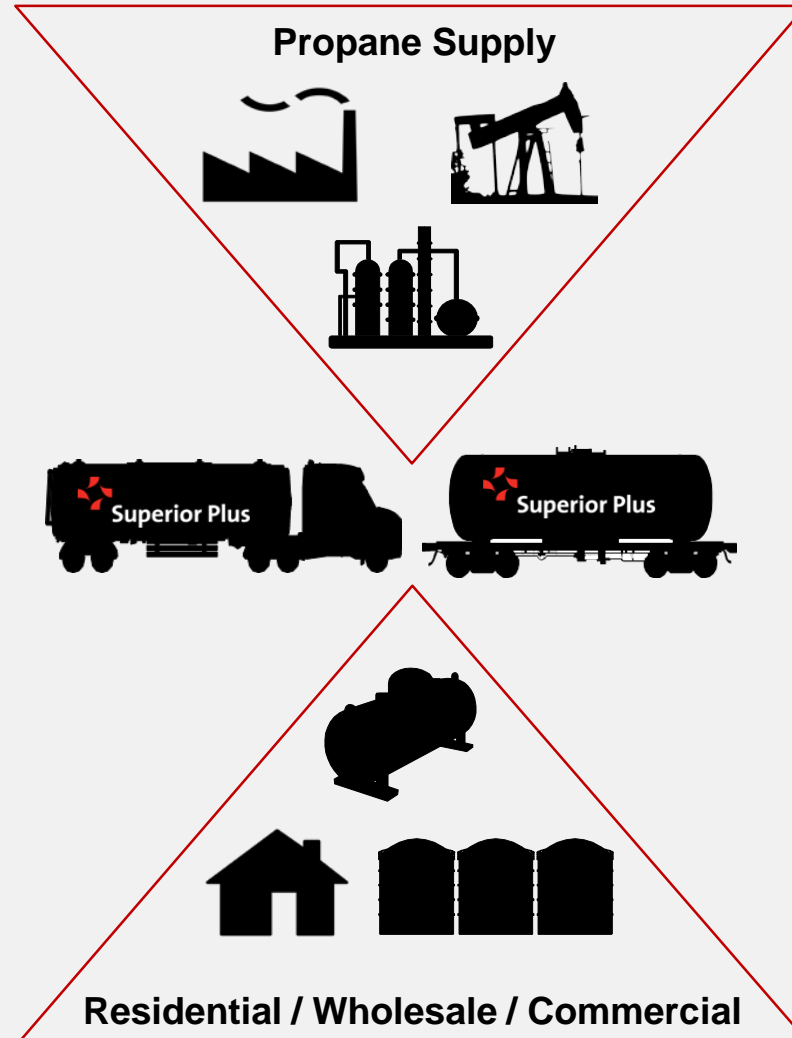 Propane Supply
Superior Plus
Superior Plus
Residential / Wholesale / Commercial